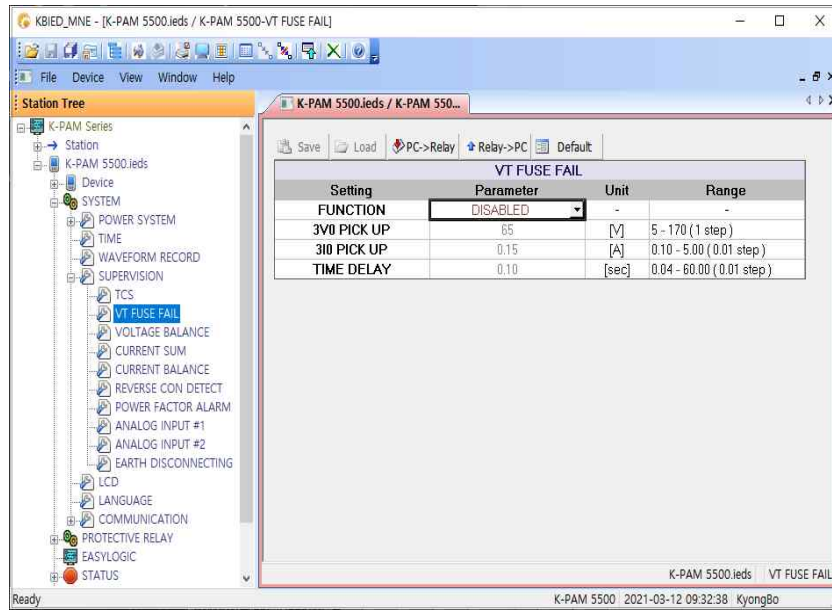 KBIED_MNE - [K-PAM 5500.ieds / K-PAM 5500-VT FUSE FAIL]
File Device View Window Help
Station Tree
K-PAM Series
Station
K-PAM 5500.ieds
Device
SYSTEM
POWER SYSTEM
TIME
WAVEFORM RECORD
SUPERVISION
TCS
VT FUSE FAIL
VOLTAGE BALANCE
CURRENT SUM
CURRENT BALANCE
REVERSE CON DETECT
POWER FACTOR ALARM
ANALOG INPUT #1
ANALOG INPUT #2
EARTH DISCONNECTING
LCD
LANGUAGE
COMMUNICATION
PROTECTIVE RELAY
EASYLOGIC
STATUS
K-PAM 5500.ieds / K-PAM 550...
Save Load PC->Relay Relay->PC Default
VT FUSE FAIL
Setting Parameter Unit Range
FUNCTION DISABLED - -
3V0 PICK UP 65 [V] 5 - 170 ( 1 step )
3I0 PICK UP 0.15 [A] 0.10 - 5.00 ( 0.01 step )
TIME DELAY 0.10 [sec] 0.04 - 60.00 ( 0.01 step )
K-PAM 5500.ieds VT FUSE FAIL
Ready K-PAM 5500 2021-03-12 09:32:38 KyongBo